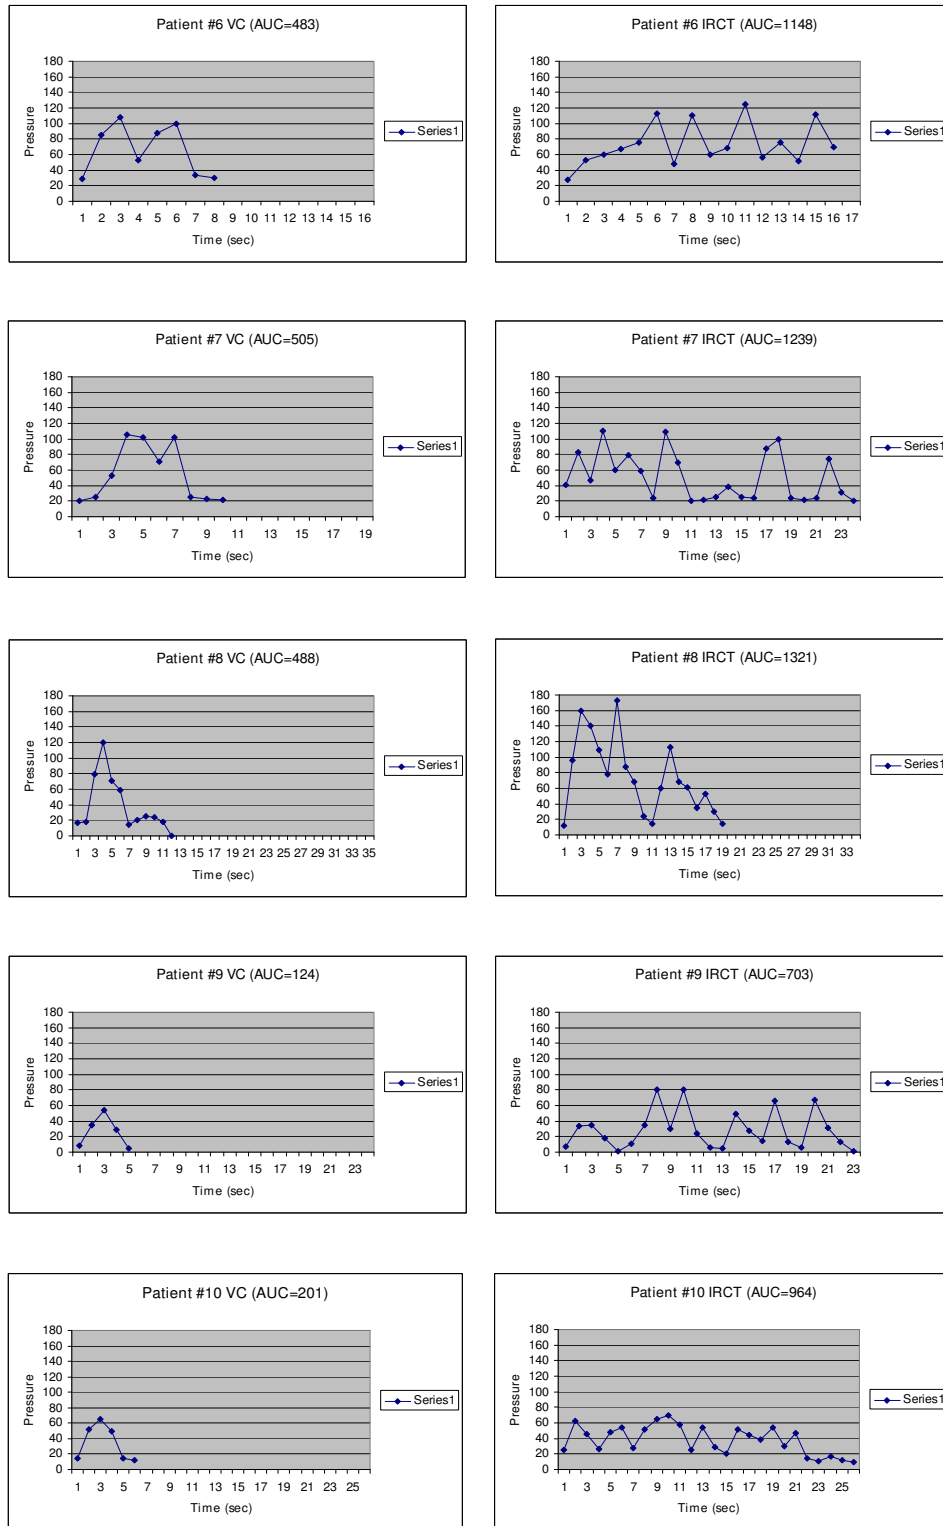 Patient #6 VC (AUC=483)
180
160
140
120
100
80
60
40
20
0
Pressure
1 2 3 4 5 6 7 8 9 10 11 12 13 14 15 16
Time (sec)
Series1
Patient #6 IRCT (AUC=1148)
180
160
140
120
100
80
60
40
20
0
Pressure
1 2 3 4 5 6 7 8 9 10 11 12 13 14 15 16 17
Time (sec)
Series1
Patient #7 VC (AUC=505)
180
160
140
120
100
80
60
40
20
0
Pressure
1 3 5 7 9 11 13 15 17 19
Time (sec)
Series1
Patient #7 IRCT (AUC=1239)
180
160
140
120
100
80
60
40
20
0
Pressure
1 3 5 7 9 11 13 15 17 19 21 23
Time (sec)
Series1
Patient #8 VC (AUC=488)
180
160
140
120
100
80
60
40
20
0
Pressure
1 3 5 7 9 11 13 15 17 19 21 23 25 27 29 31 33 35
Time (sec)
Series1
Patient #8 IRCT (AUC=1321)
180
160
140
120
100
80
60
40
20
0
Pressure
1 3 5 7 9 11 13 15 17 19 21 23 25 27 29 31 33
Time (sec)
Series1
Patient #9 VC (AUC=124)
180
160
140
120
100
80
60
40
20
0
Pressure
1 3 5 7 9 11 13 15 17 19 21 23
Time (sec)
Series1
Patient #9 IRCT (AUC=703)
180
160
140
120
100
80
60
40
20
0
Pressure
1 3 5 7 9 11 13 15 17 19 21 23
Time (sec)
Series1
Patient #10 VC (AUC=201)
180
160
140
120
100
80
60
40
20
0
Pressure
1 3 5 7 9 11 13 15 17 19 21 23 25
Time (sec)
Series1
Patient #10 IRCT (AUC=964)
180
160
140
120
100
80
60
40
20
0
Pressure
1 3 5 7 9 11 13 15 17 19 21 23 25
Time (sec)
Series1